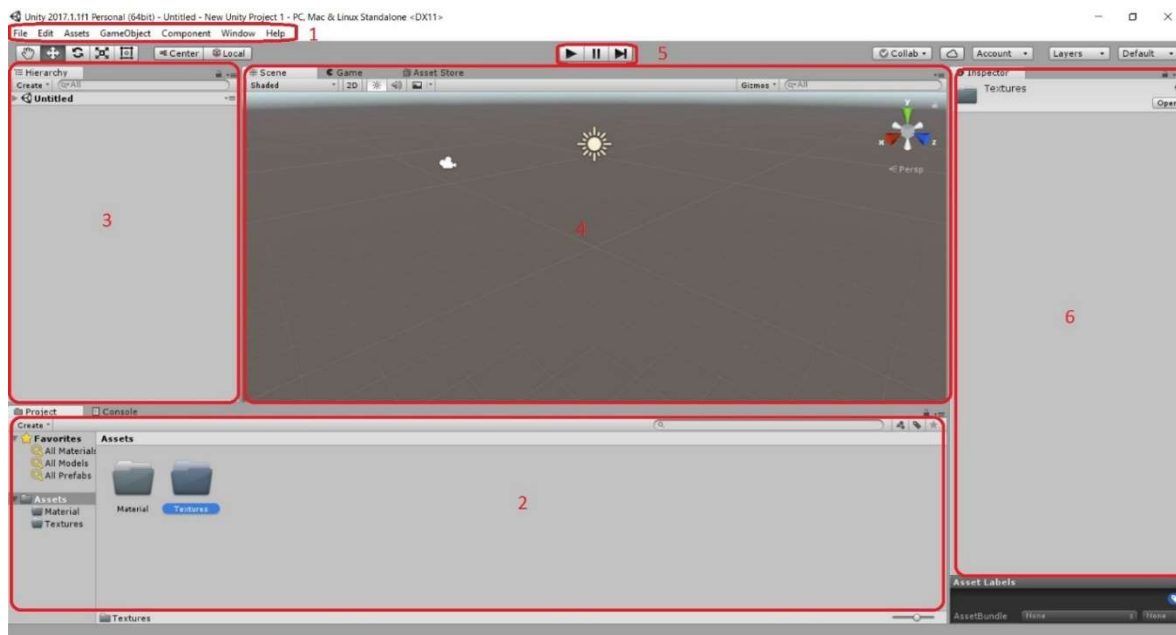 Unity 2017.1.1f1 Personal (64bit) - Untitled - New Unity Project 1 - PC, Mac & Linux Standalone <DX11>
File Edit Assets GameObject Component Window Help 1
Center Local 5 Collab Account Layers Default
Hierarchy
Create All
Untitled
3
Scene Game Asset Store
Shaded 2D Gizmos All
y
x z
Persp
4
Inspector
Textures
Open
6
Project Console
Create
Favorites
All Materials
All Models
All Prefabs
Assets
Material
Textures
Assets
Material Textures
2
Textures
Asset Labels
AssetBundle None None